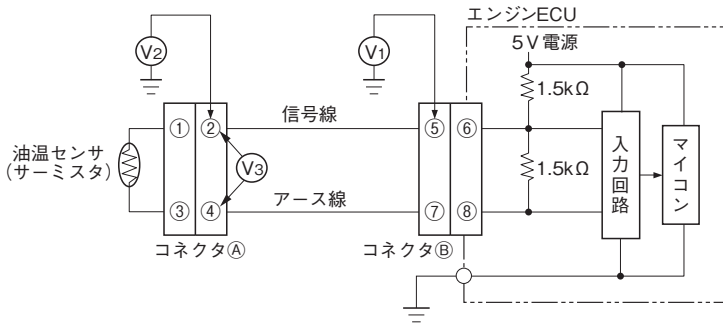 エンジンECU
5V電源
V2
V1
1.5kΩ
① ② 信号線 ⑤ ⑥
油温センサ
(サーミスタ)
V3
1.5kΩ
入力回路
マイコン
③ ④ アース線 ⑦ ⑧
コネクタⒶ
コネクタⒷ